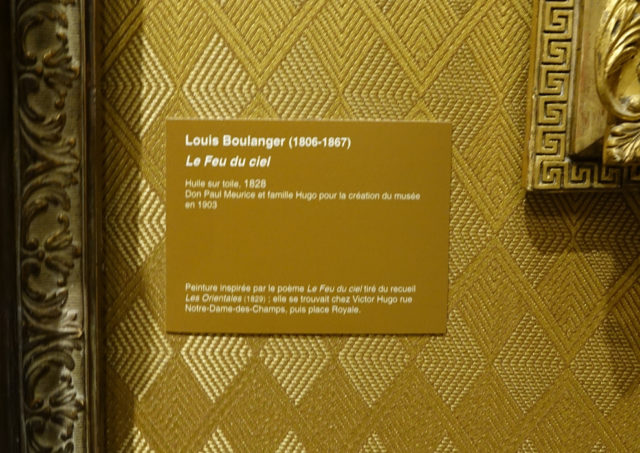 Louis Boulanger (1806-1867)
Le Feu du ciel
Huile sur toile, 1828
Don Paul Meurice et famille Hugo pour la création du musée
en 1903
Peinture inspirée par le poème Le Feu du ciel tiré du recueil
Les Orientales (1829) ; elle se trouvait chez Victor Hugo rue
Notre-Dame-des-Champs, puis place Royale.